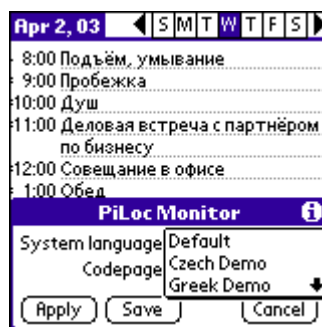 Apr 2, 03 S M T W T F S
8:00 Подъём, умывание
9:00 Пробежка
10:00 Душ
11:00 Деловая встреча с партнёром
по бизнесу
12:00 Совещание в офисе
1:00 Обед
PiLoc Monitor i
System language Default
Codepage Czech Demo
Greek Demo
Apply Save Cancel